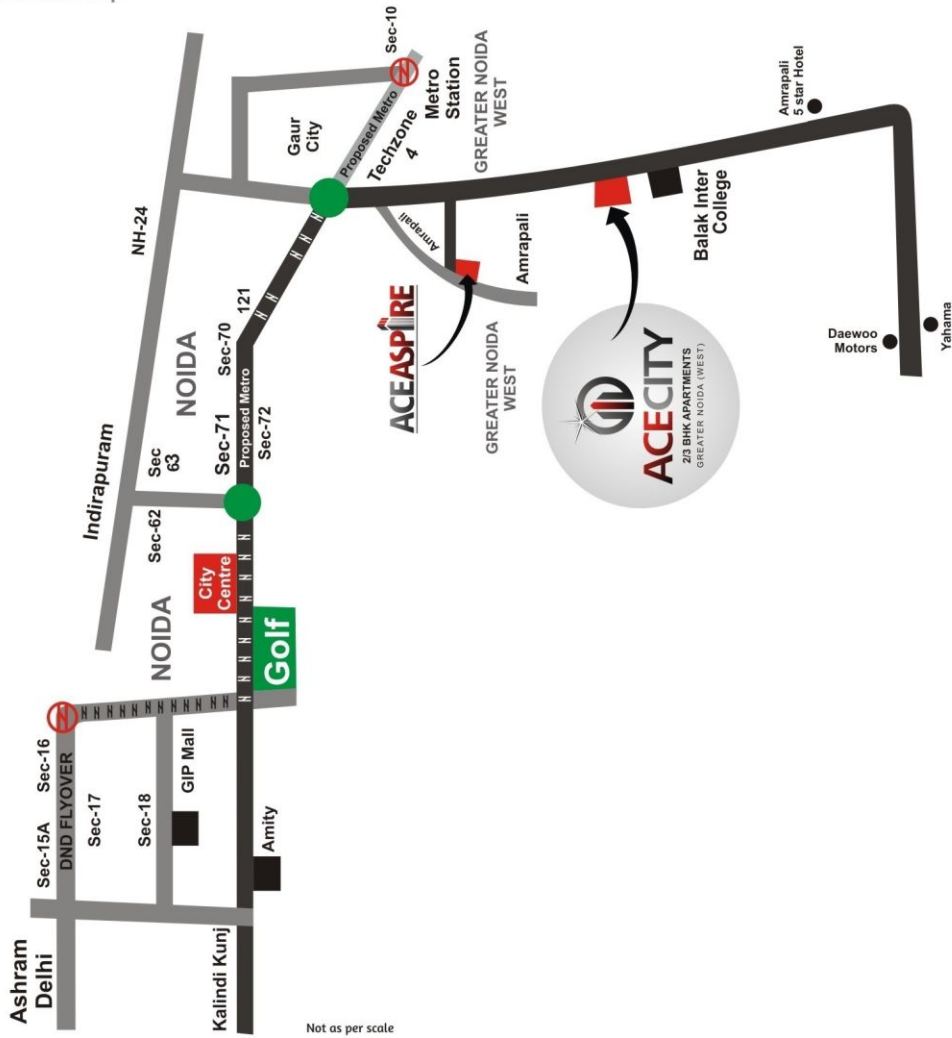 Ashram
Delhi
Sec-15A
Sec-16
DND FLYOVER
Sec-17
Sec-18
GIP Mall
Kalindi Kunj
Amity
NOIDA
Golf
City
Centre
Indirapuram
NH-24
Sec-62
Sec
63
NOIDA
Sec-71
Sec-70
121
Proposed Metro
Sec-72
Gaur
City
Proposed Metro
Sec-10
Techzone
4
Metro
Station
GREATER NOIDA
WEST
Amrapali
Amrapali
ACEASPIRE
GREATER NOIDA
WEST
ACECITY
2/3 BHK APARTMENTS
GREATER NOIDA (WEST)
Balak Inter
College
Amrapali
5 star Hotel
Daewoo
Motors
Yahama
Not as per scale